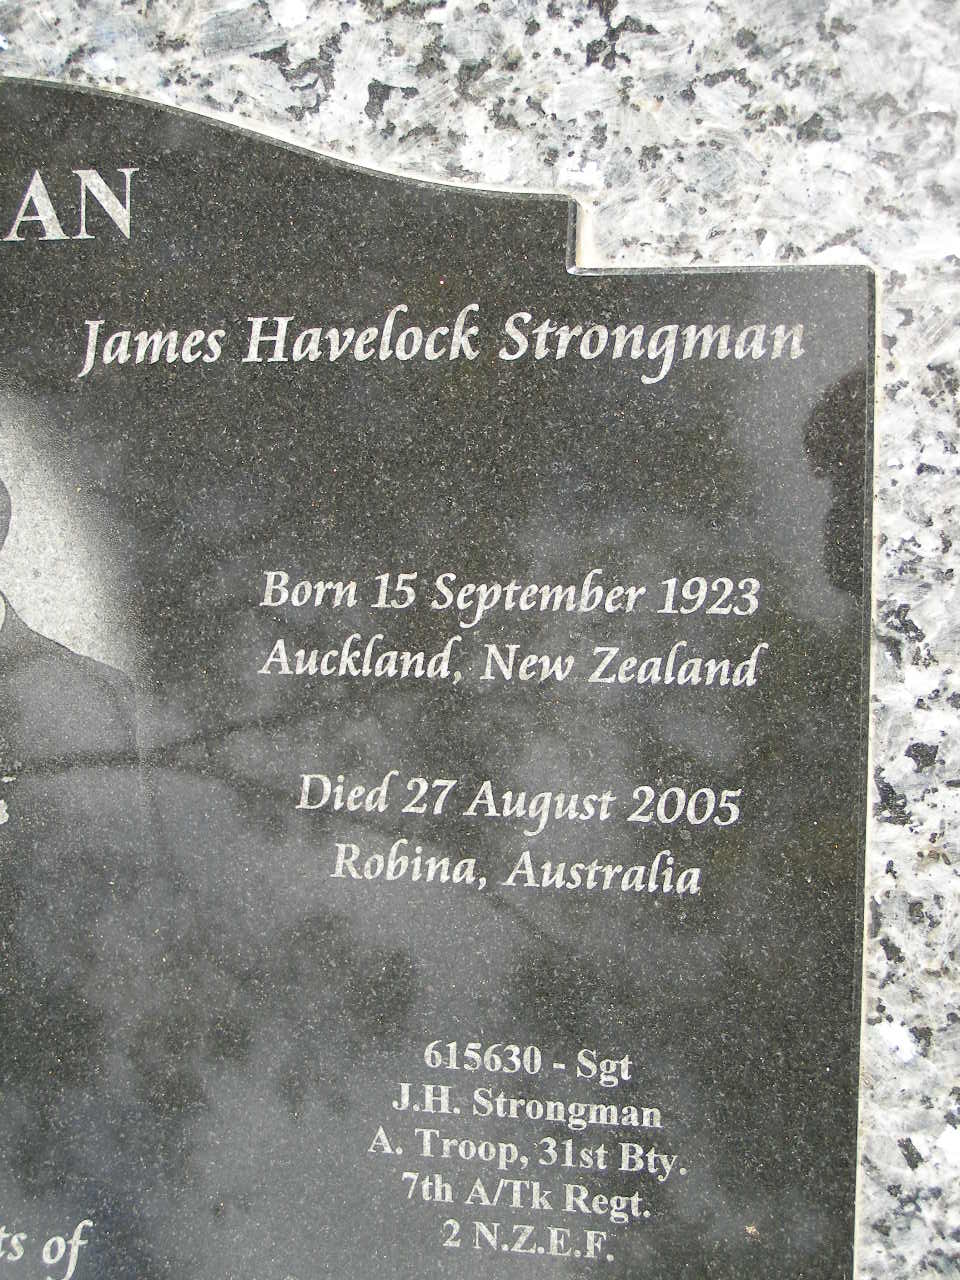 AN
James Havelock Strongman
Born 15 September 1923
Auckland, New Zealand
Died 27 August 2005
Robina, Australia
615630 - Sgt
J.H. Strongman
A. Troop, 31st Bty.
7th A/Tk Regt.
2 N.Z.E.F.
of